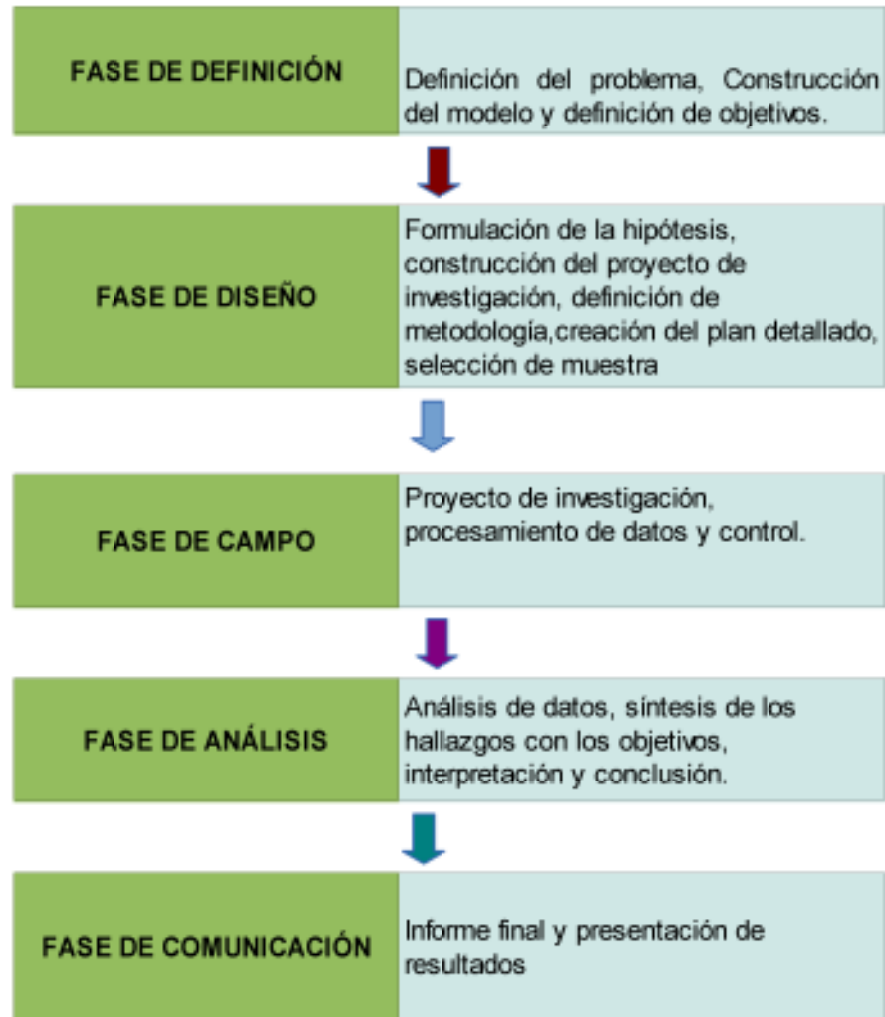 FASE DE DEFINICIÓN
Definición del problema, Construcción
del modelo y definición de objetivos.
FASE DE DISEÑO
Formulación de la hipótesis,
construcción del proyecto de
investigación, definición de
metodología,creación del plan detallado,
selección de muestra
FASE DE CAMPO
Proyecto de investigación,
procesamiento de datos y control.
FASE DE ANÁLISIS
Análisis de datos, síntesis de los
hallazgos con los objetivos,
interpretación y conclusión.
FASE DE COMUNICACIÓN
Informe final y presentación de
resultados